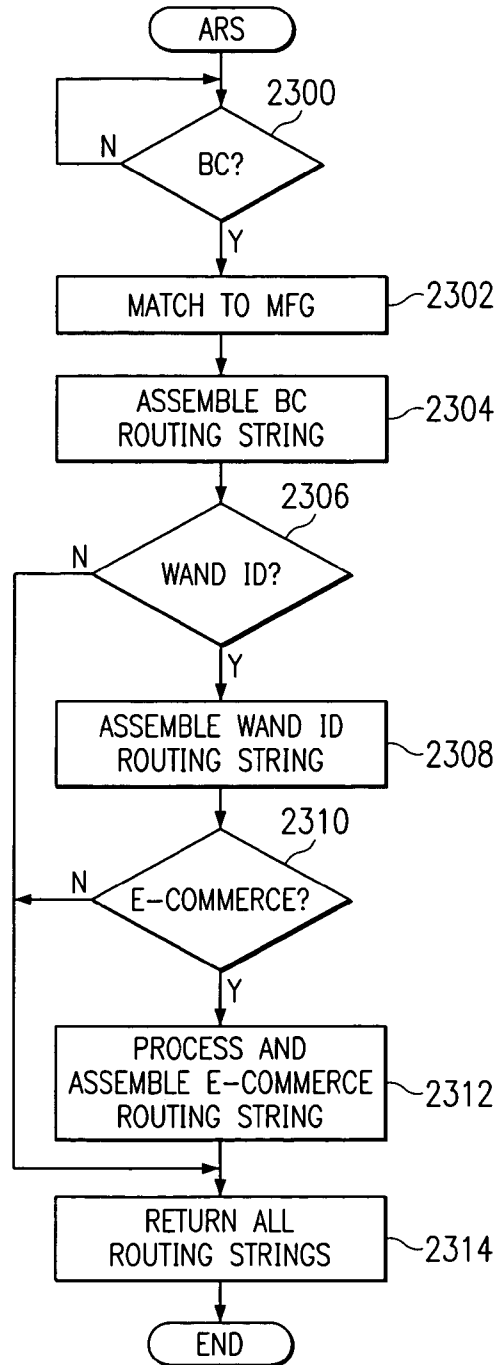 ARS
2300
BC?
N
Y
MATCH TO MFG
2302
ASSEMBLE BC
ROUTING STRING
2304
2306
WAND ID?
N
Y
ASSEMBLE WAND ID
ROUTING STRING
2308
2310
E-COMMERCE?
N
Y
PROCESS AND
ASSEMBLE E-COMMERCE
ROUTING STRING
2312
RETURN ALL
ROUTING STRINGS
2314
END